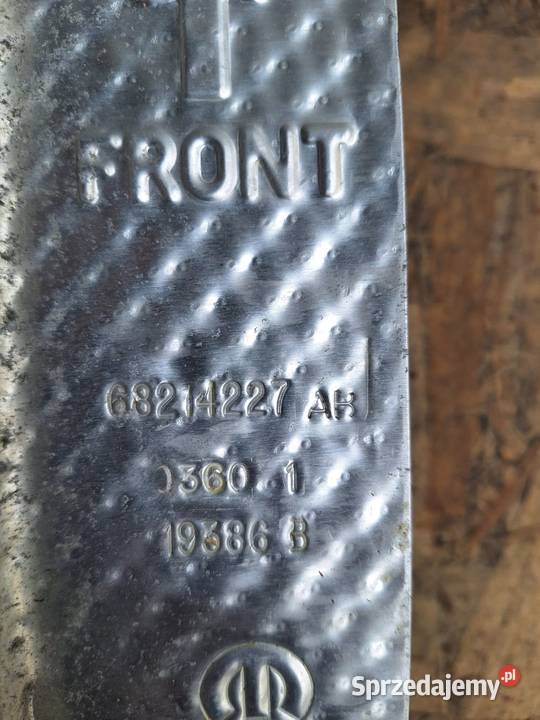 FRONT
68214227 AH
0360 1
19386 B
Sprzedajemy.pl